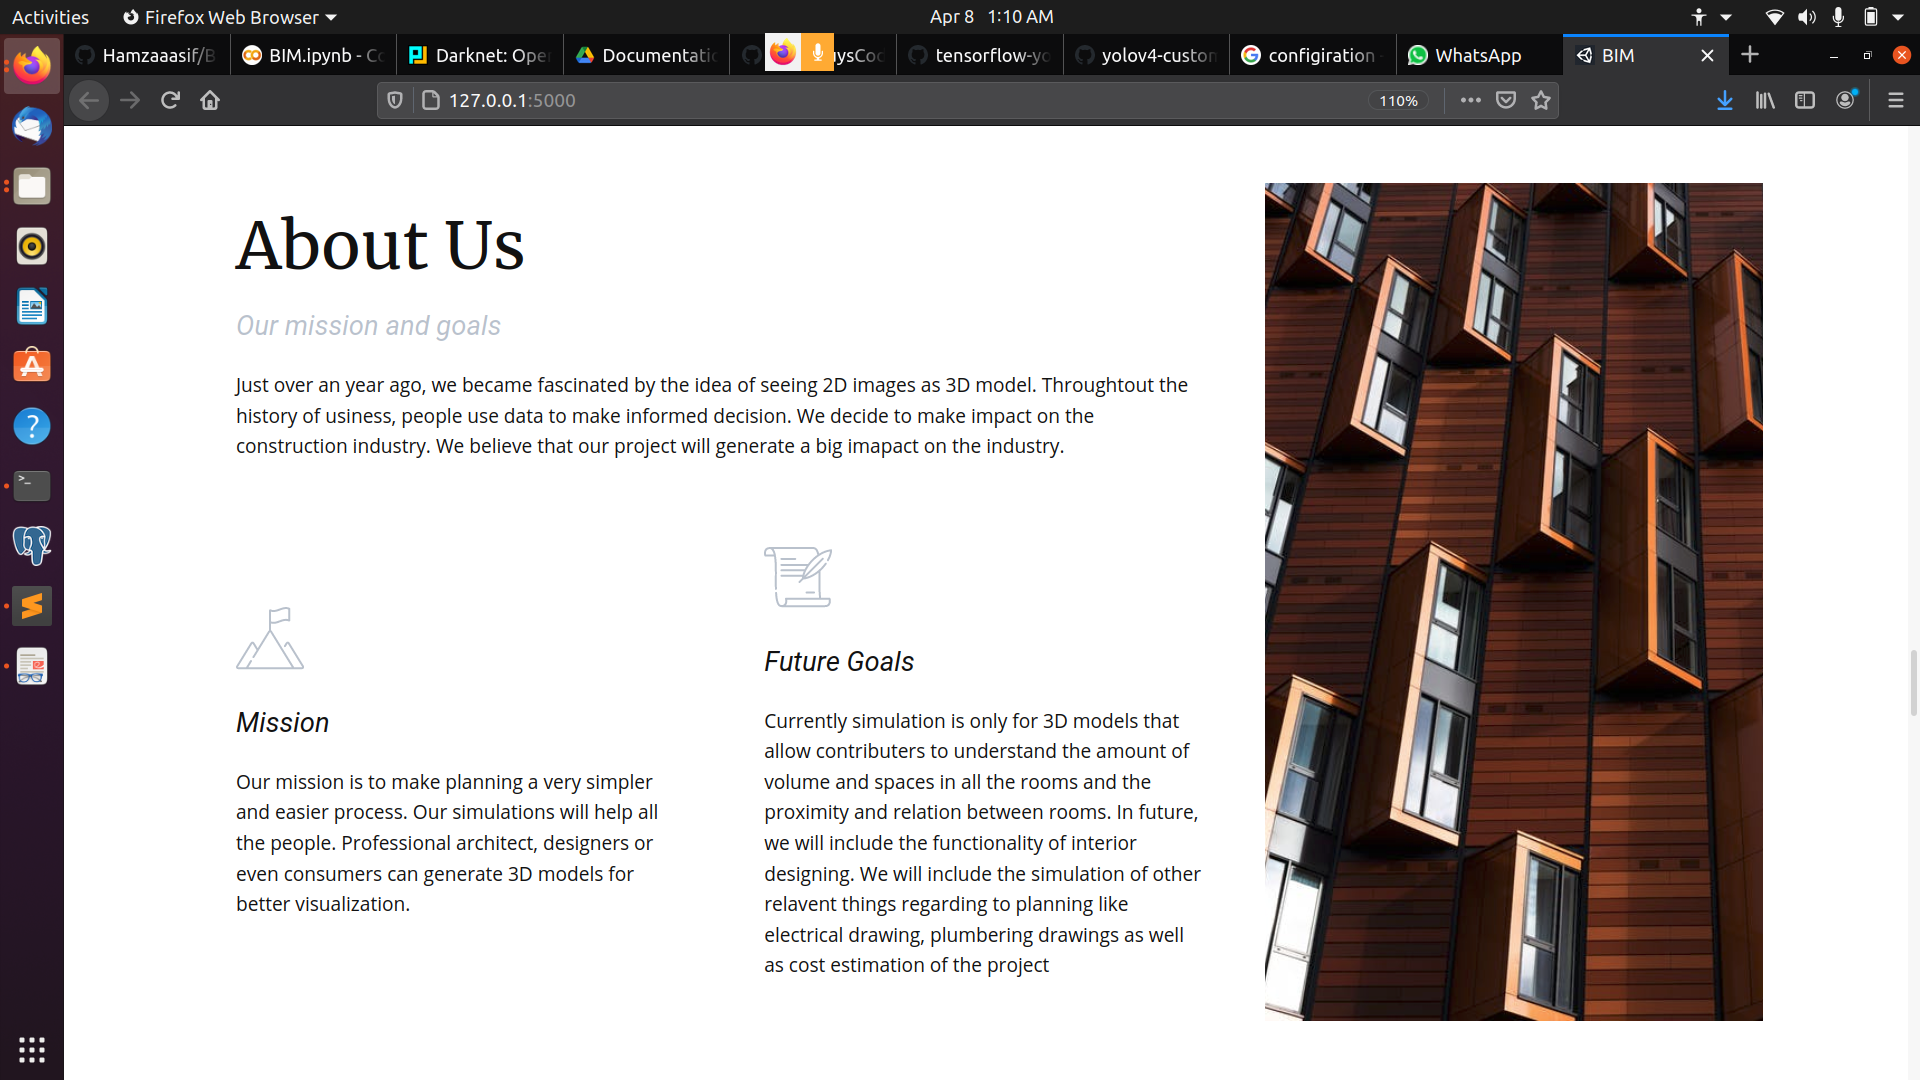 Activities
Firefox Web Browser
Apr 8 1:10 AM
Hamzaaasif/B
BIM.ipynb - Co
Darknet: Ope
Documentatio
uysCod
tensorflow-yo
yolov4-custon
configiration
WhatsApp
BIM
127.0.0.1:5000
110%
About Us
Our mission and goals
Just over an year ago, we became fascinated by the idea of seeing 2D images as 3D model. Throughtout the
history of usiness, people use data to make informed decision. We decide to make impact on the
construction industry. We believe that our project will generate a big imapact on the industry.
Mission
Our mission is to make planning a very simpler
and easier process. Our simulations will help all
the people. Professional architect, designers or
even consumers can generate 3D models for
better visualization.
Future Goals
Currently simulation is only for 3D models that
allow contributers to understand the amount of
volume and spaces in all the rooms and the
proximity and relation between rooms. In future,
we will include the functionality of interior
designing. We will include the simulation of other
relavent things regarding to planning like
electrical drawing, plumbering drawings as well
as cost estimation of the project